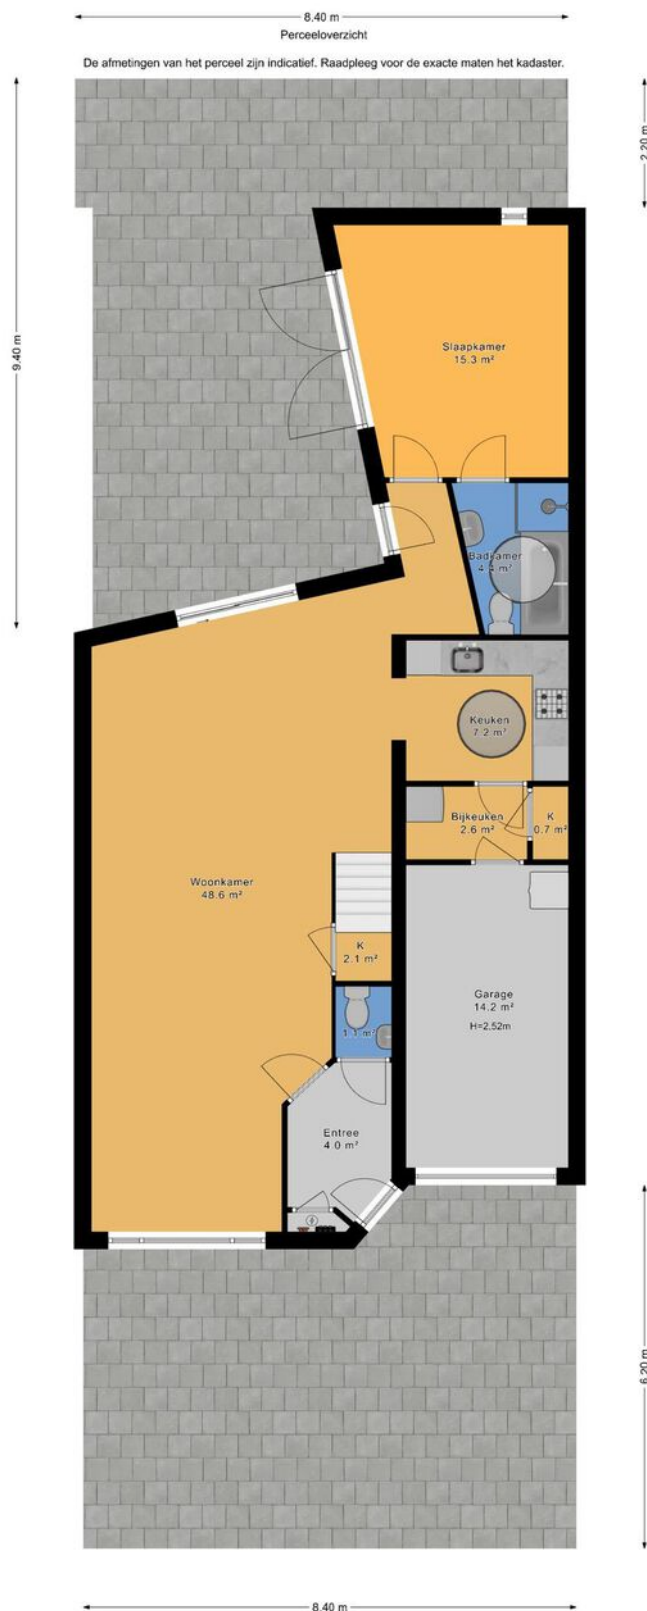 8.40 m
Perceeloverzicht
De afmetingen van het perceel zijn indicatief. Raadpleeg voor de exacte maten het kadaster.
2.20 m
9.40 m
Slaapkamer
15.3 m²
Badkamer
4.4 m²
Keuken
7.2 m²
Bijkeuken
2.6 m²
K
0.7 m²
Woonkamer
48.6 m²
K
2.1 m²
Garage
14.2 m²
H=2.52m
1.1 m²
Entree
4.0 m²
6.20 m
8.40 m